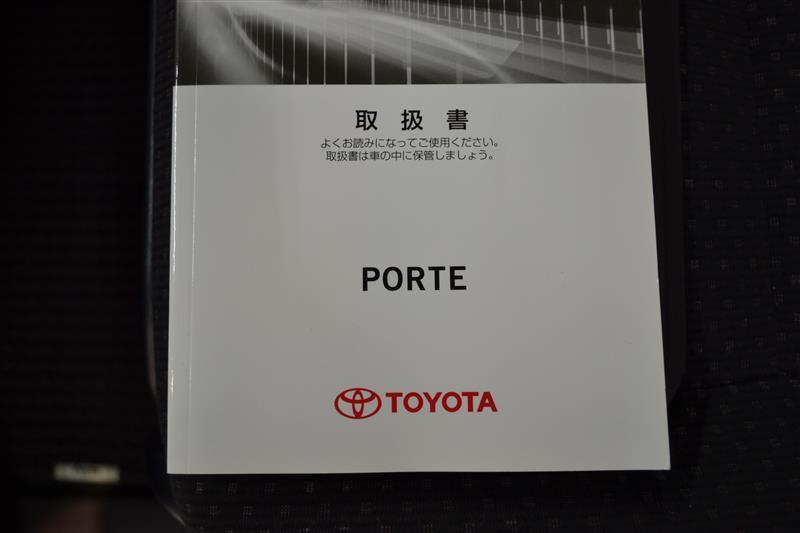 取扱書
よくお読みになってご使用ください。
取扱書は車の中に保管しましょう。
PORTE
TOYOTA